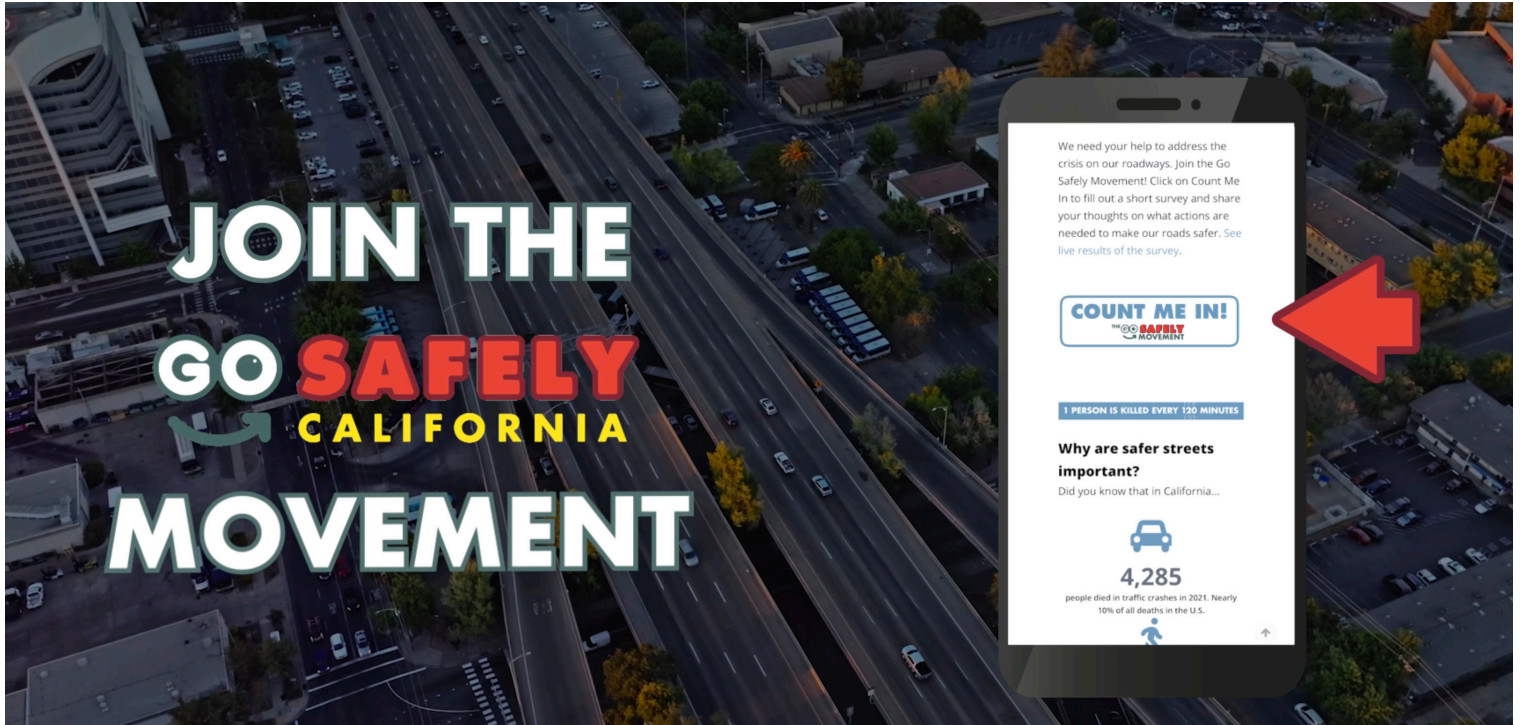 JOIN THE
GO SAFELY
CALIFORNIA
MOVEMENT
We need your help to address the
crisis on our roadways. Join the Go
Safely Movement! Click on Count Me
In to fill out a short survey and share
your thoughts on what actions are
needed to make our roads safer. See
live results of the survey.
COUNT ME IN!
THE GO SAFELY
MOVEMENT
1 PERSON IS KILLED EVERY 120 MINUTES
Why are safer streets
important?
Did you know that in California...
4,285
people died in traffic crashes in 2021. Nearly
10% of all deaths in the U.S.